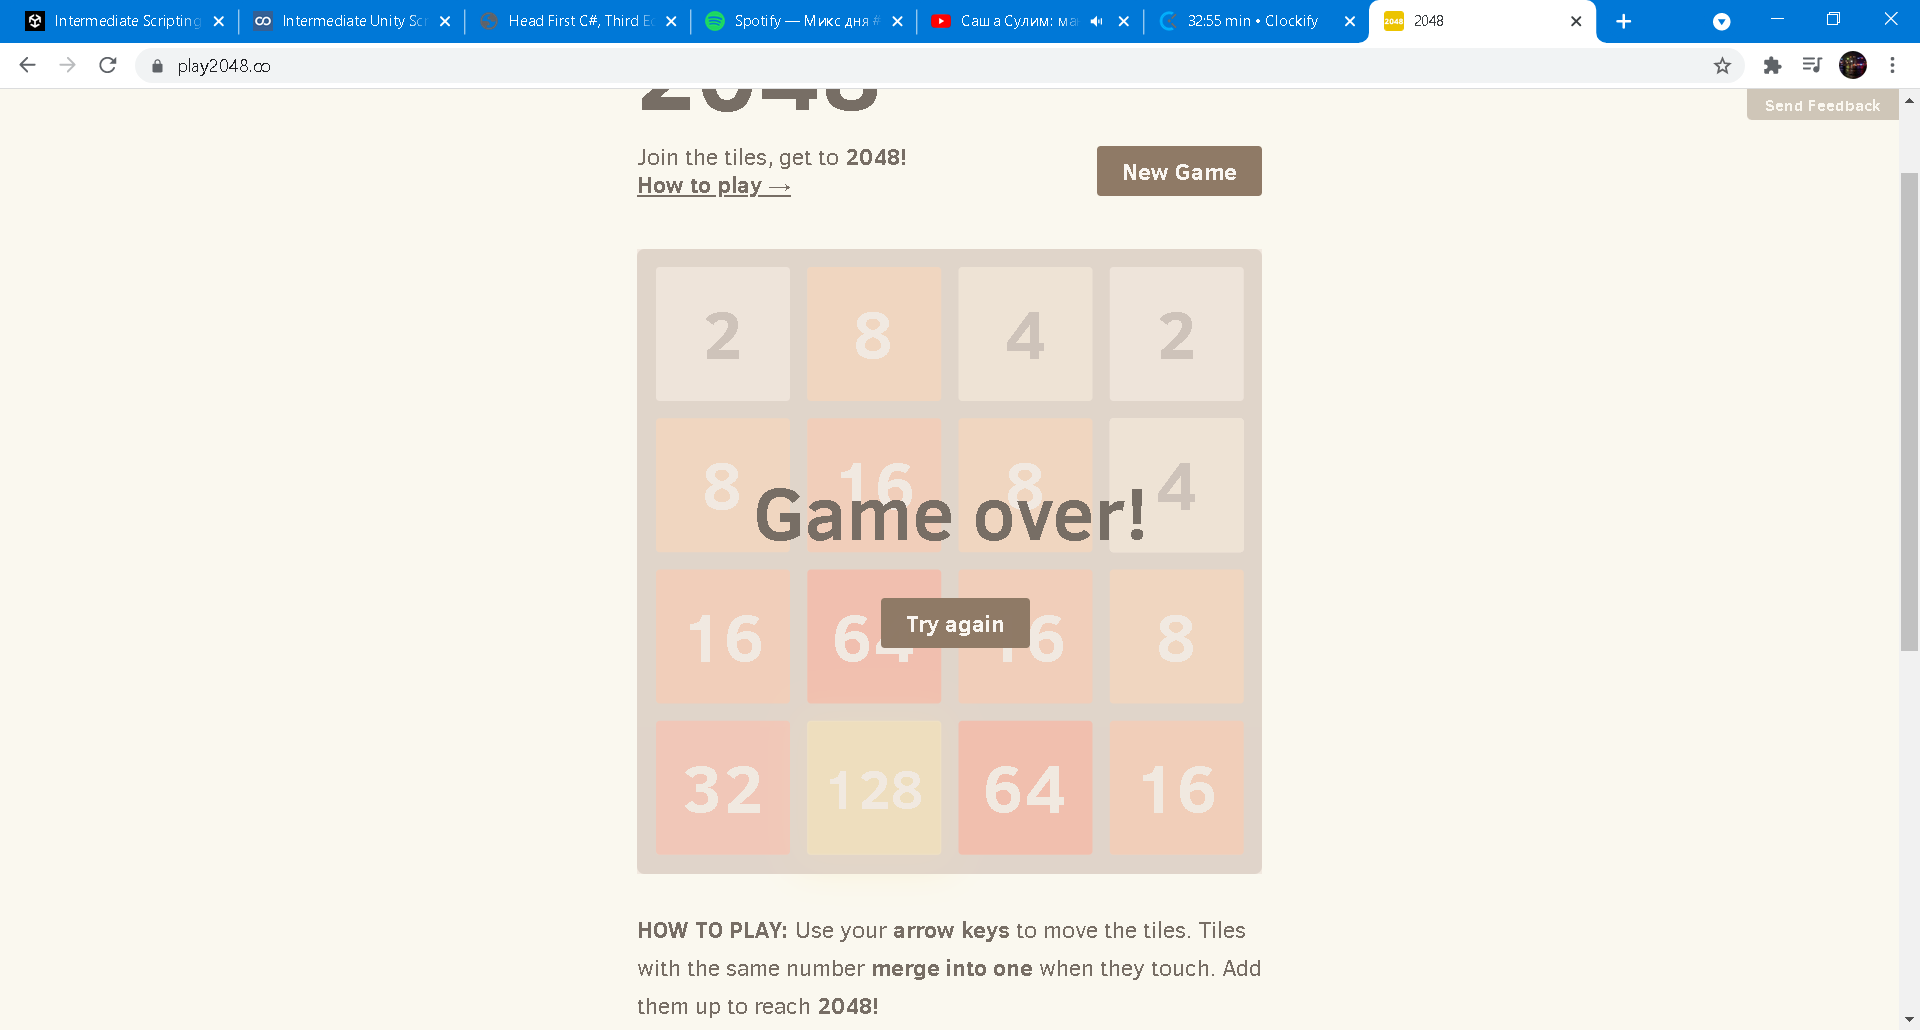 Intermediate Scripting
Intermediate Unity Scr
Head First C#, Third Ed
Spotify — Микс дня #
Саша Сулим: ма
32:55 min • Clockify
2048
2048
play2048.co
2048
Send Feedback
Join the tiles, get to 2048!
How to play →
New Game
2 8 4 2
8 16 8 4
Game over!
16 64 16 8
Try again
32 128 64 16
HOW TO PLAY: Use your arrow keys to move the tiles. Tiles
with the same number merge into one when they touch. Add
them up to reach 2048!